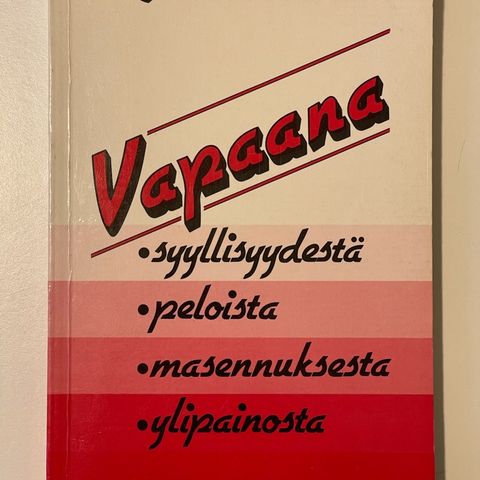 Vapaana
•syyllisyydestä
•peloista
•masennuksesta
•ylipainosta